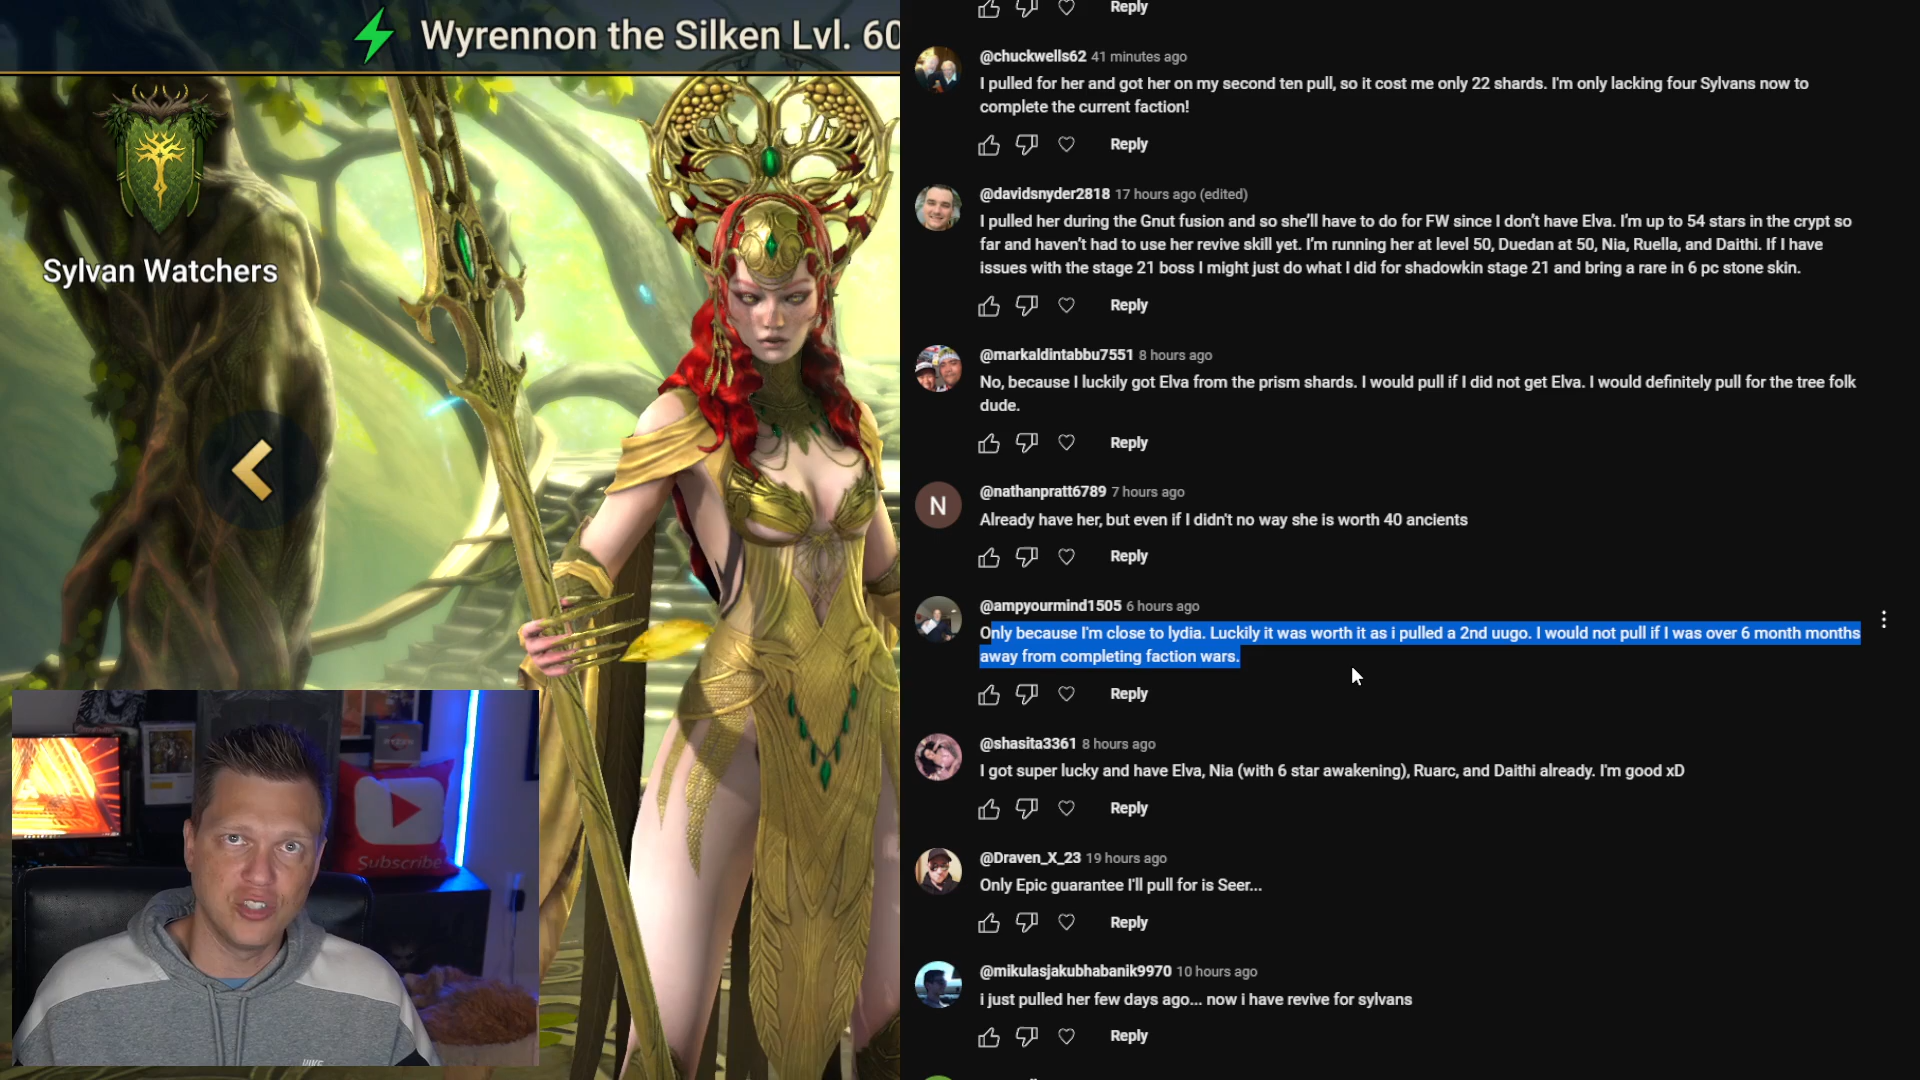 Wyrennon the Silken Lvl. 60
Sylvan Watchers
Subscribe
RYZEN
Reply
@chuckwells62 41 minutes ago
I pulled for her and got her on my second ten pull, so it cost me only 22 shards. I'm only lacking four Sylvans now to
complete the current faction!
Reply
@davidsnyder2818 17 hours ago (edited)
I pulled her during the Gnut fusion and so she'll have to do for FW since I don't have Elva. I'm up to 54 stars in the crypt so
far and haven't had to use her revive skill yet. I'm running her at level 50, Duedan at 50, Nia, Ruella, and Daithi. If I have
issues with the stage 21 boss I might just do what I did for shadowkin stage 21 and bring a rare in 6 pc stone skin.
Reply
@markaldintabbu7551 8 hours ago
No, because I luckily got Elva from the prism shards. I would pull if I did not get Elva. I would definitely pull for the tree folk
dude.
Reply
N
@nathanpratt6789 7 hours ago
Already have her, but even if I didn't no way she is worth 40 ancients
Reply
@ampyourmind1505 6 hours ago
Only because I'm close to lydia. Luckily it was worth it as i pulled a 2nd uugo. I would not pull if I was over 6 month months
away from completing faction wars.
Reply
@shasita3361 8 hours ago
I got super lucky and have Elva, Nia (with 6 star awakening), Ruarc, and Daithi already. I'm good xD
Reply
@Draven_X_23 19 hours ago
Only Epic guarantee I'll pull for is Seer...
Reply
@mikulasjakubhabanik9970 10 hours ago
i just pulled her few days ago... now i have revive for sylvans
Reply